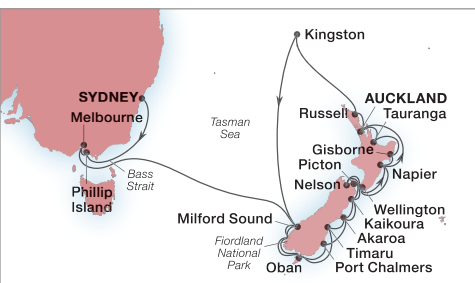 Kingston
SYDNEY
Melbourne
AUCKLAND
Russell
Tauranga
Tasman
Sea
Gisborne
Picton
Napier
Nelson
Bass
Strait
Phillip
Island
Wellington
Milford Sound
Kaikoura
Akaroa
Fiordland
National
Park
Timaru
Oban
Port Chalmers